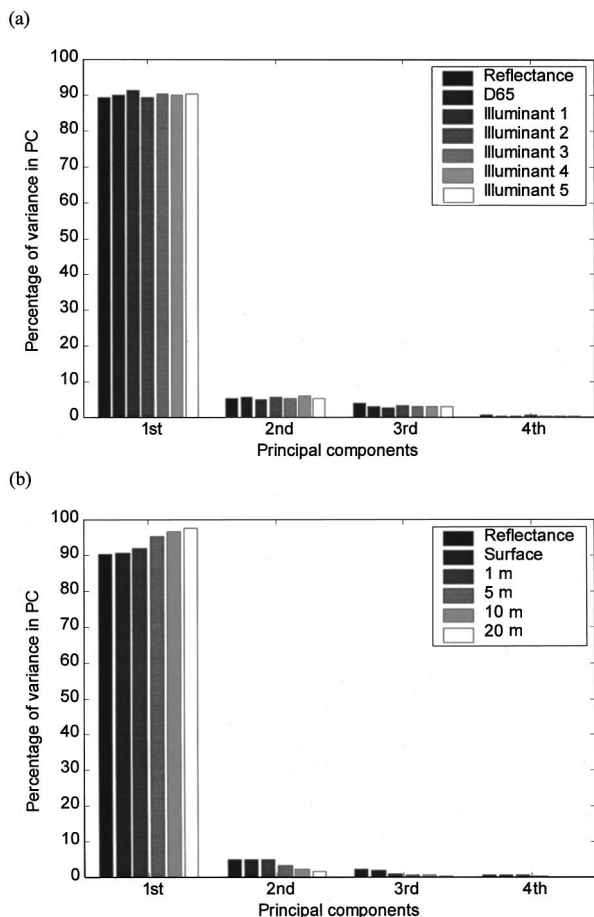 (a)
Percentage of variance in PC
100
90
80
70
60
50
40
30
20
10
0
Reflectance
D65
Illuminant 1
Illuminant 2
Illuminant 3
Illuminant 4
Illuminant 5
1st
2nd
3rd
4th
Principal components
(b)
Percentage of variance in PC
100
90
80
70
60
50
40
30
20
10
0
Reflectance
Surface
1 m
5 m
10 m
20 m
1st
2nd
3rd
4th
Principal components